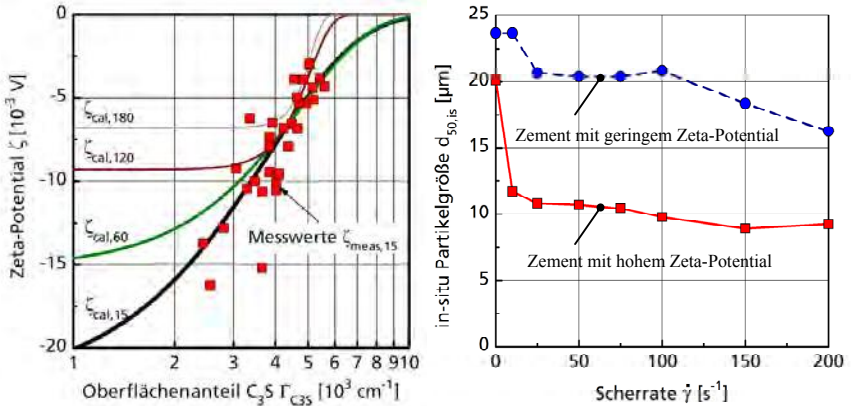 0
-5
-10
-15
-20
Zeta-Potential ζ [10⁻³ V]
ζcal,180
ζcal,120
ζcal,60
ζcal,15
Messwerte ζmeas,15
1 2 3 4 5 6 7 8 910
Oberflächenanteil C₃S ΓC3S [10³ cm⁻¹]
25
20
15
10
5
0
in-situ Partikelgröße d50,is [µm]
Zement mit geringem Zeta-Potential
Zement mit hohem Zeta-Potential
0 50 100 150 200
Scherrate γ̇ [s⁻¹]